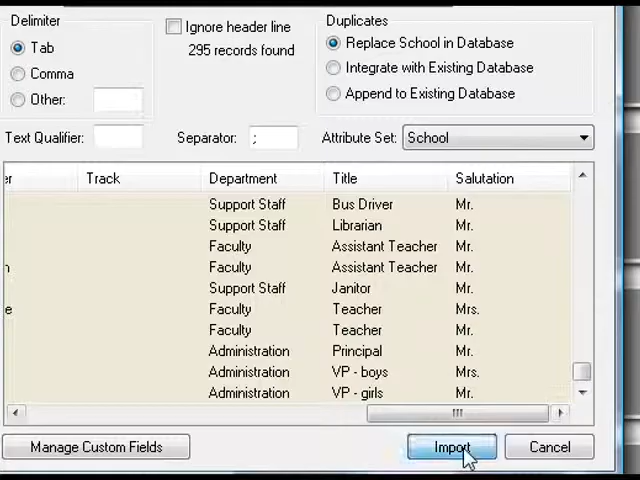 Delimiter
Ignore header line
Duplicates
Tab
295 records found
Replace School in Database
Comma
Integrate with Existing Database
Other:
Append to Existing Database
Text Qualifier:
Separator: ;
Attribute Set: School
er Track Department Title Salutation
Support Staff Bus Driver Mr.
Support Staff Librarian Mr.
Faculty Assistant Teacher Mr.
n Faculty Assistant Teacher Mr.
Support Staff Janitor Mr.
e Faculty Teacher Mrs.
Faculty Teacher Mr.
Administration Principal Mr.
Administration VP - boys Mrs.
Administration VP - girls Mr.
Manage Custom Fields
Import
Cancel